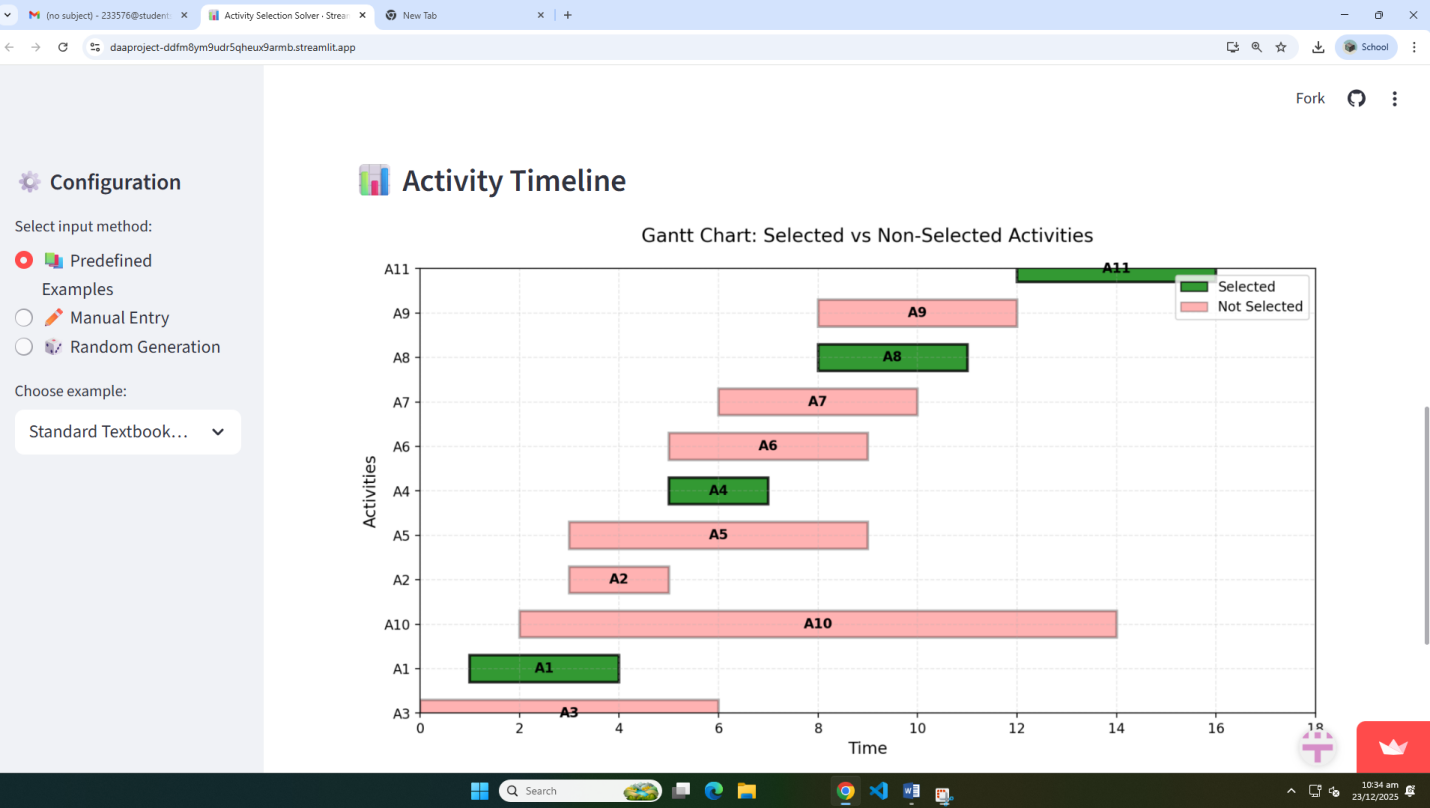 (no subject) - 233576@student
Activity Selection Solver · Strear
New Tab
daaproject-ddfm8ym9udr5qheux9armb.streamlit.app
School
Fork
Configuration
Select input method:
Predefined
Examples
Manual Entry
Random Generation
Choose example:
Standard Textbook…
Activity Timeline
Gantt Chart: Selected vs Non-Selected Activities
Selected
Not Selected
Activities
A11 A11
A9 A9
A8 A8
A7 A7
A6 A6
A4 A4
A5 A5
A2 A2
A10 A10
A1 A1
A3 A3
0 2 4 6 8 10 12 14 16 18
Time
Search
10:34 am
23/12/2025